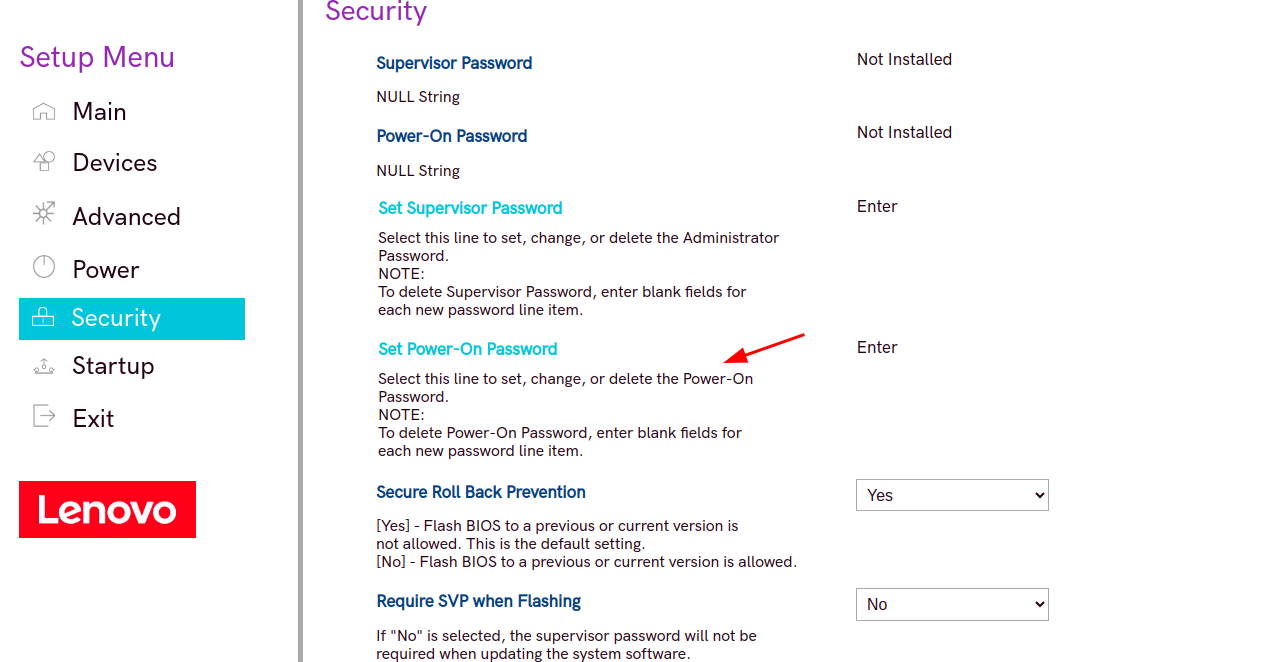 Security
Setup Menu
Main
Devices
Advanced
Power
Security
Startup
Exit
Lenovo
Supervisor Password
Not Installed
NULL String
Power-On Password
Not Installed
NULL String
Set Supervisor Password
Enter
Select this line to set, change, or delete the Administrator
Password.
NOTE:
To delete Supervisor Password, enter blank fields for
each new password line item.
Set Power-On Password
Enter
Select this line to set, change, or delete the Power-On
Password.
NOTE:
To delete Power-On Password, enter blank fields for
each new password line item.
Secure Roll Back Prevention
Yes
[Yes] - Flash BIOS to a previous or current version is
not allowed. This is the default setting.
[No] - Flash BIOS to a previous or current version is allowed.
Require SVP when Flashing
No
If "No" is selected, the supervisor password will not be
required when updating the system software.